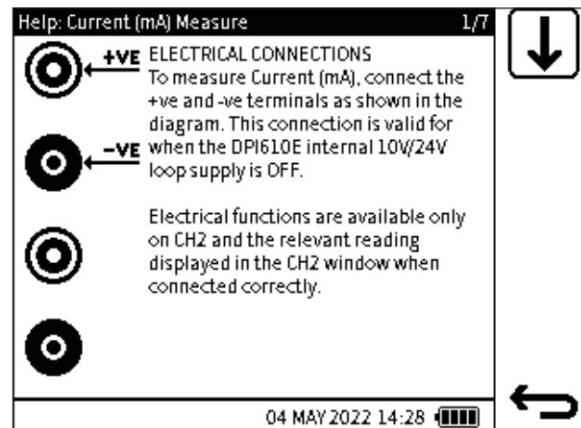 Help: Current (mA) Measure 1/7
+VE ELECTRICAL CONNECTIONS
To measure Current (mA), connect the
+ve and -ve terminals as shown in the
diagram. This connection is valid for
-VE when the DPI610E internal 10V/24V
loop supply is OFF.
Electrical functions are available only
on CH2 and the relevant reading
displayed in the CH2 window when
connected correctly.
04 MAY 2022 14:28